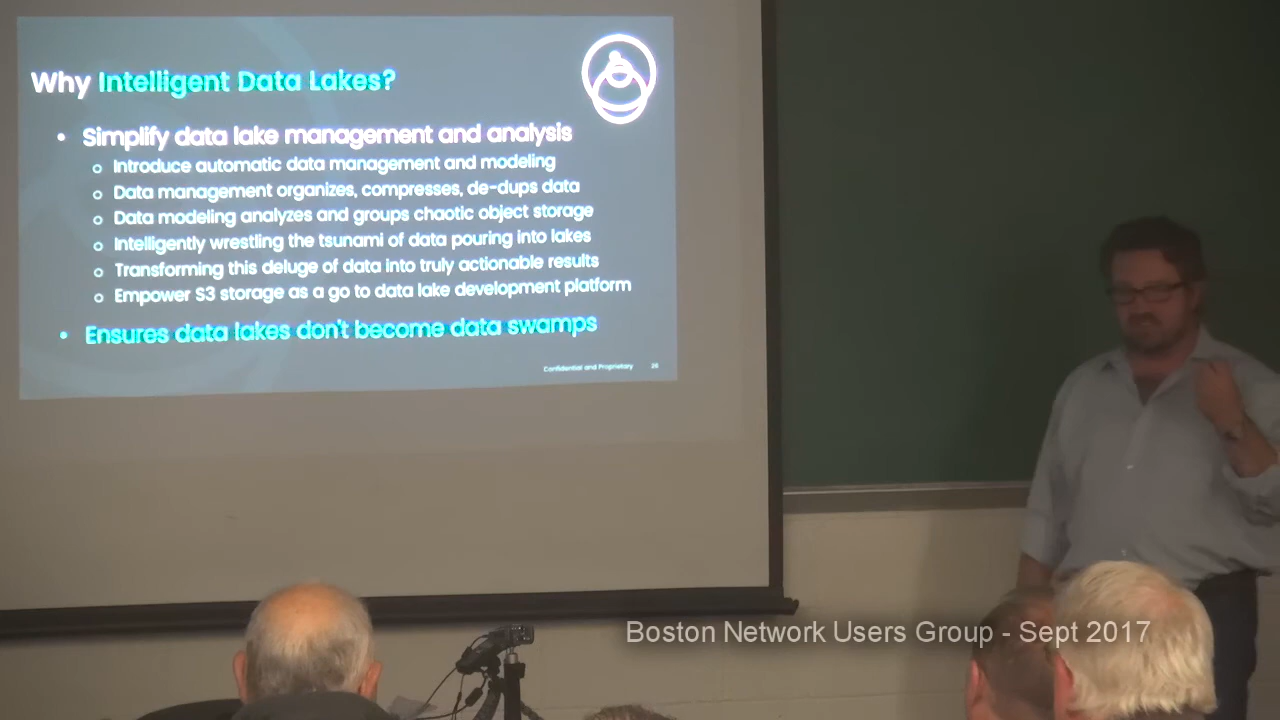 Why Intelligent Data Lakes?
• Simplify data lake management and analysis
o Introduce automatic data management and modeling
o Data management organizes, compresses, de-dups data
o Data modeling analyzes and groups chaotic object storage
o Intelligently wrestling the tsunami of data pouring into lakes
o Transforming this deluge of data into truly actionable results
o Empower S3 storage as a go to data lake development platform
• Ensures data lakes don't become data swamps
Confidential and Proprietary 26
Boston Network Users Group - Sept 2017